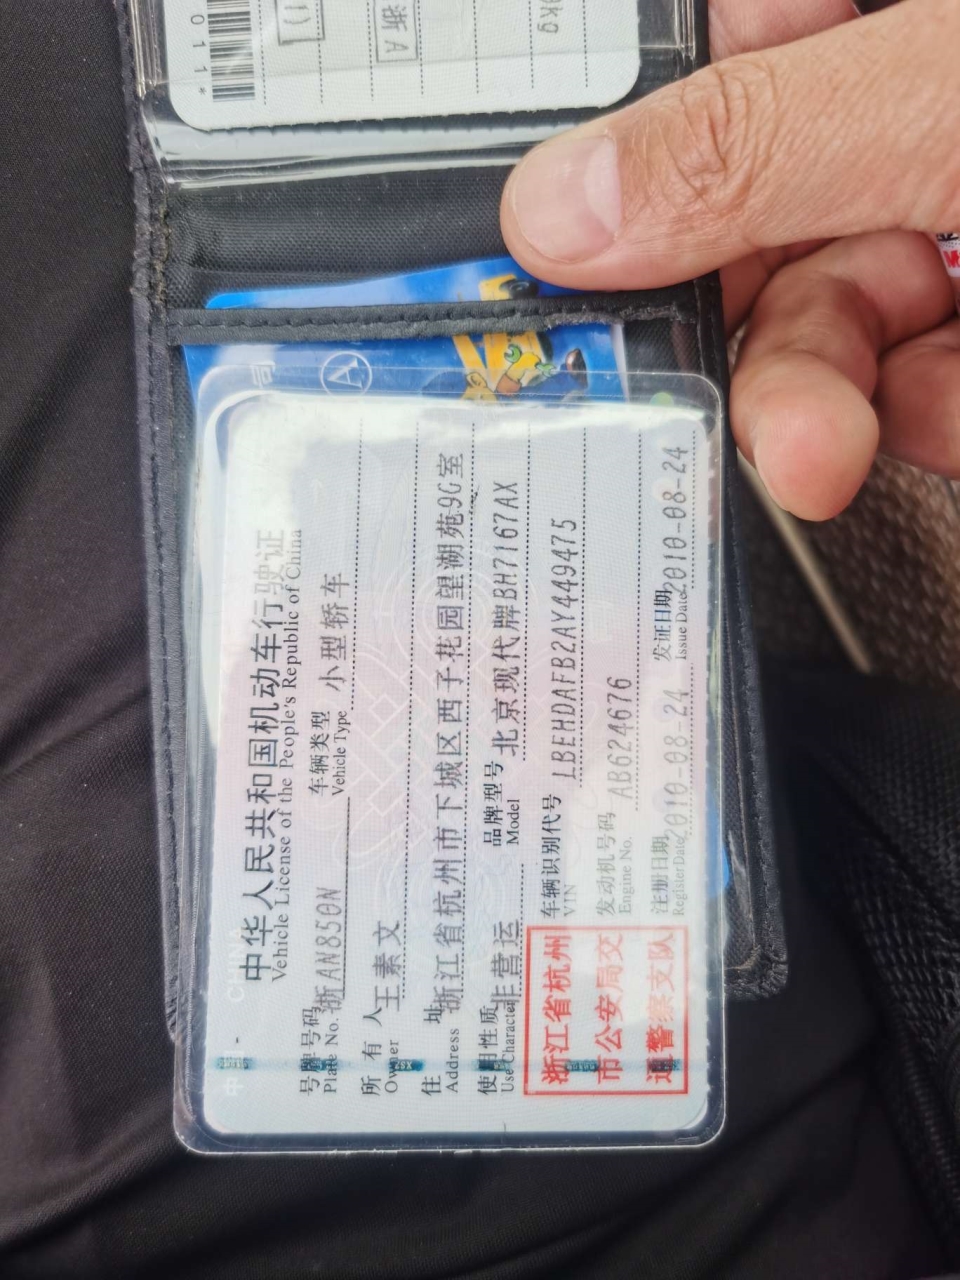 中华人民共和国机动车行驶证
Vehicle License of the People's Republic of China
号牌号码 浙AN850N 车辆类型 小型轿车
Plate No. Vehicle Type
所有人 王素文
Owner
住址 浙江省杭州市下城区西子花园望湖苑9G室
Address
使用性质 非营运 品牌型号 北京现代牌BH7167AX
Use Character Model
浙江省杭州
市公安局交
通警察支队
车辆识别代号 LBEHDAFB2AY449475
VIN
发动机号码 AB624676
Engine No.
注册日期 2010-08-24 发证日期 2010-08-24
Register Date Issue Date
CHINA
浙A
0kg
011*
司
A